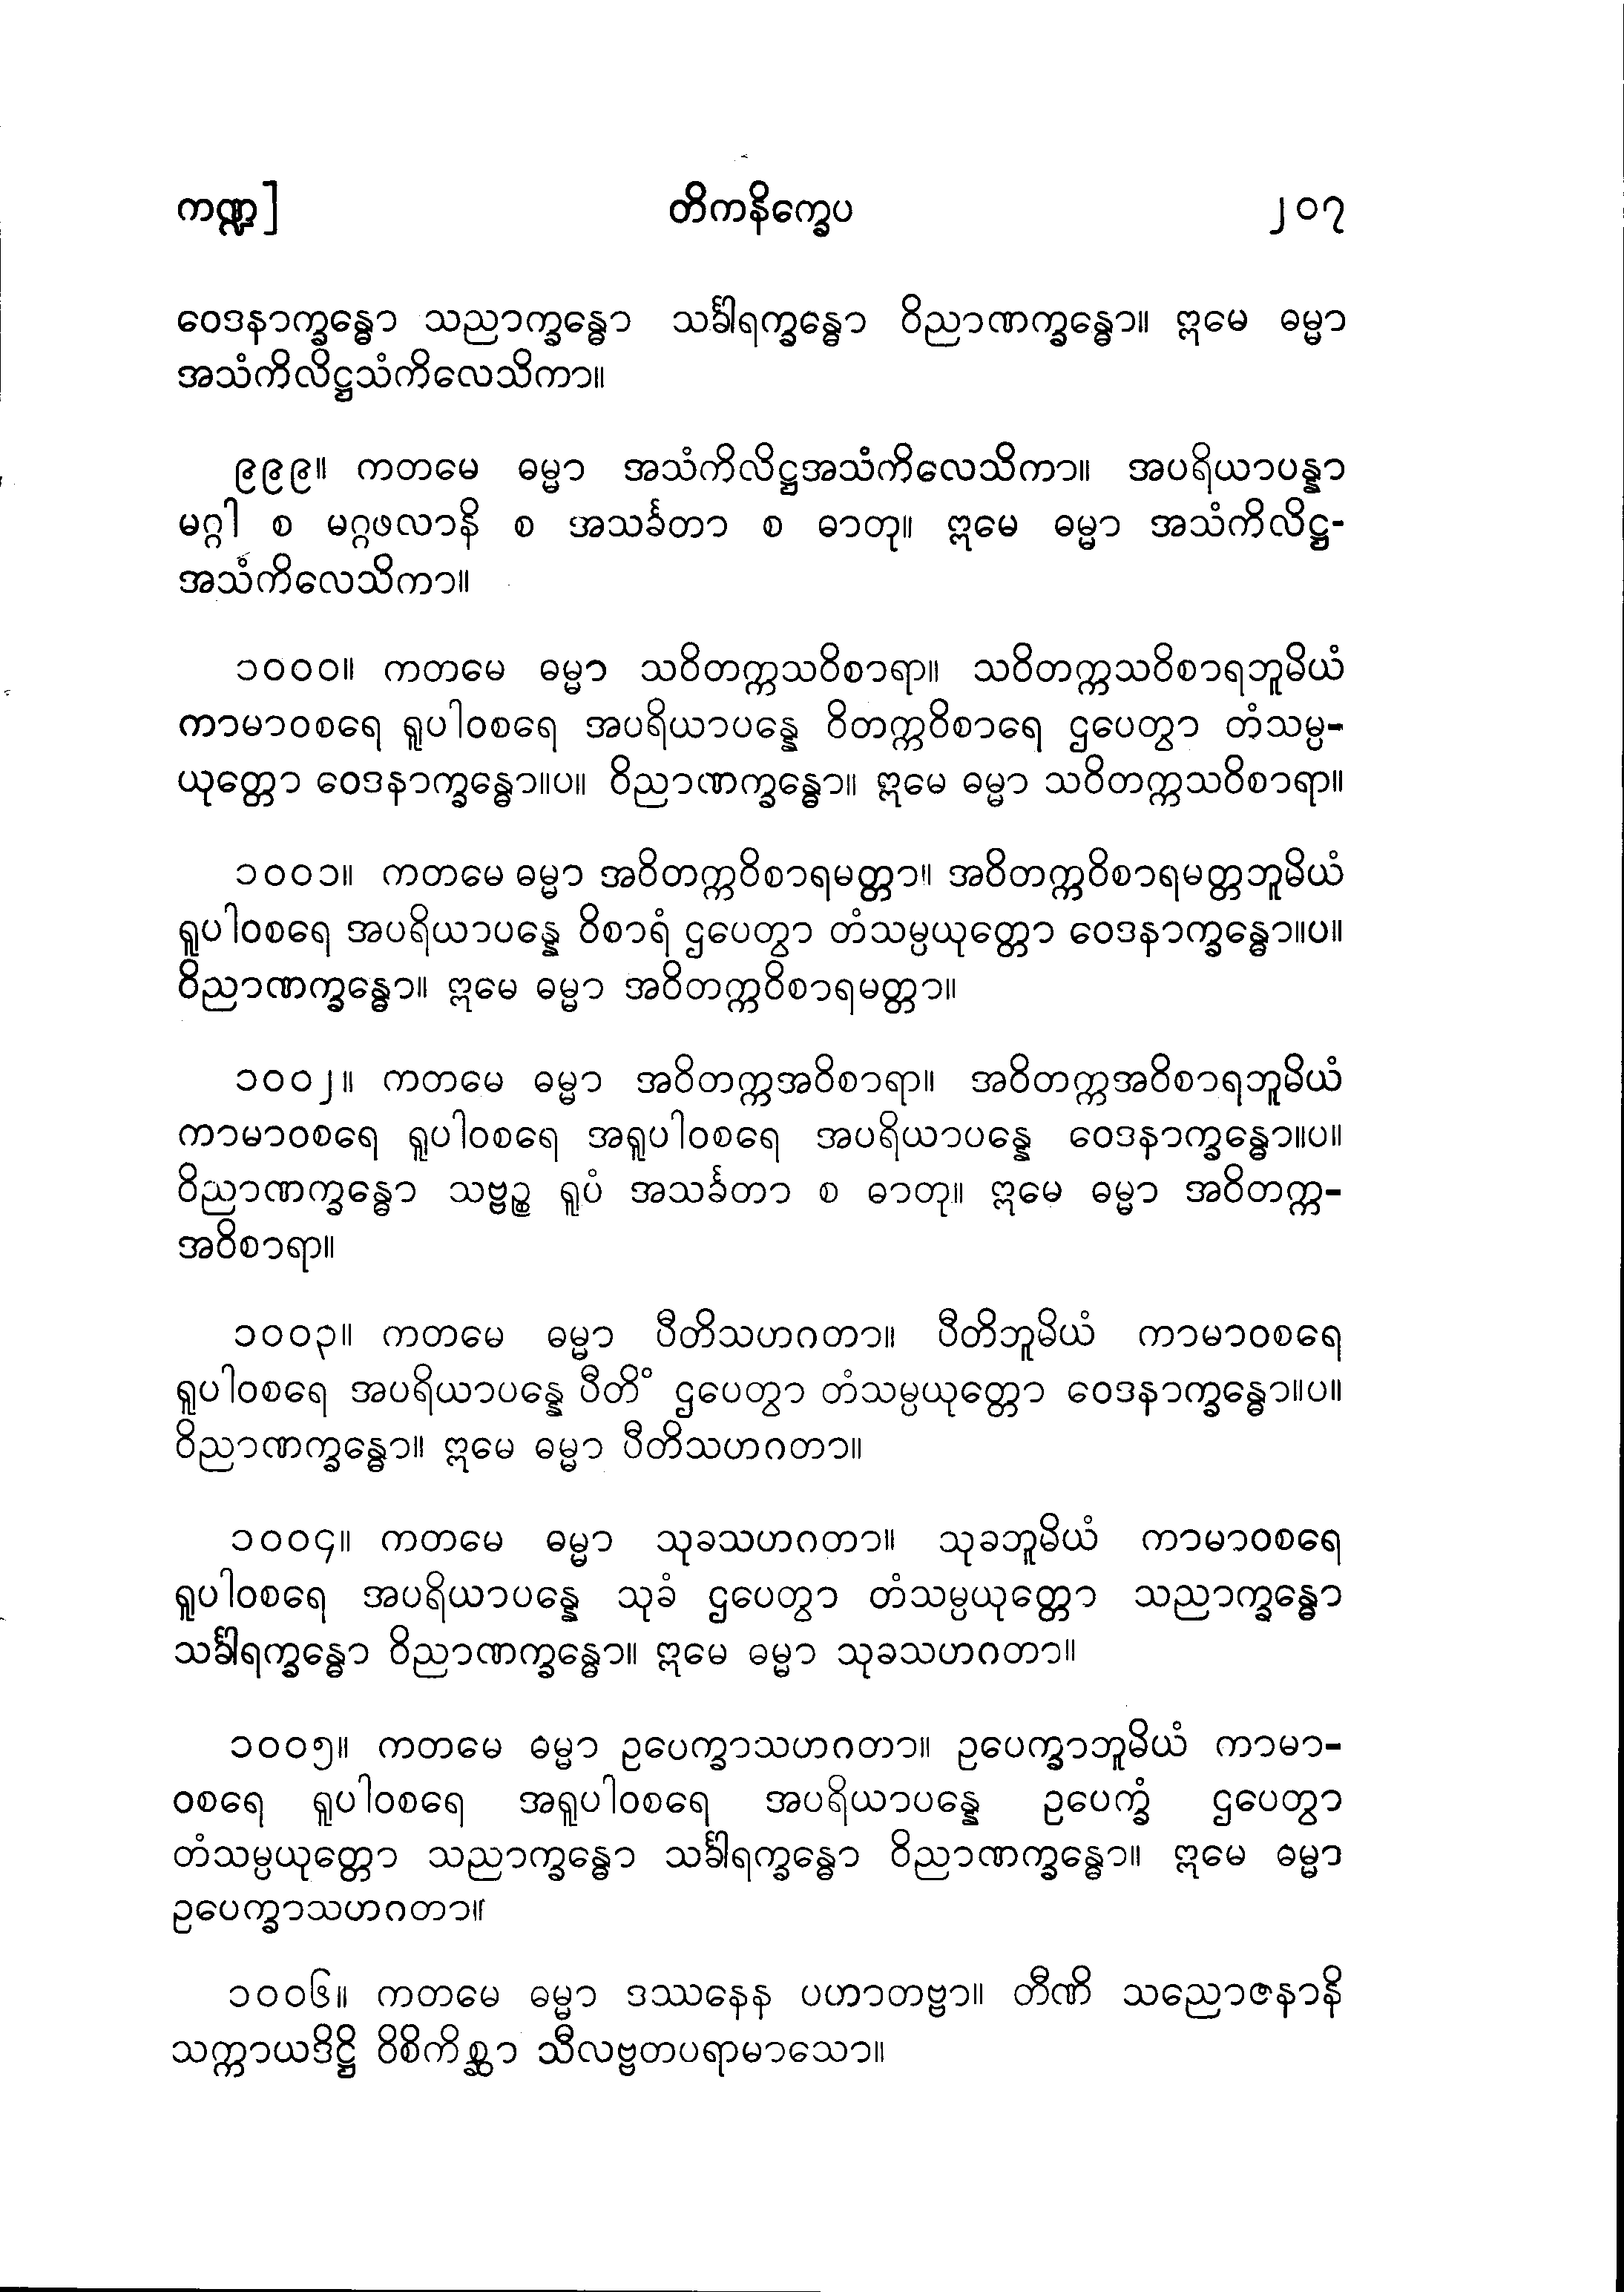 ကဏ္ဍ] တိကနိက္ခေပ ၂၀၇
ဝေဒနာက္ခန္ဓော သညာက္ခန္ဓော သင်္ခါရက္ခန္ဓော ဝိညာဏက္ခန္ဓော။ ဣမေ ဓမ္မာ
အသံကိလိဋ္ဌသံကိလေသိကာ။
၉၉၉။ ကတမေ ဓမ္မာ အသံကိလိဋ္ဌအသံကိလေသိကာ။ အပရိယာပန္နာ
မဂ္ဂါ စ မဂ္ဂဖလာနိ စ အသင်္ခတာ စ ဓာတု။ ဣမေ ဓမ္မာ အသံကိလိဋ္ဌ-
အသံကိလေသိကာ။
၁၀၀၀။ ကတမေ ဓမ္မာ သဝိတက္ကသဝိစာရာ။ သဝိတက္ကသဝိစာရဘူမိယံ
ကာမာဝစရေ ရူပါဝစရေ အပရိယာပန္နေ ဝိတက္ကဝိစာရေ ဌပေတွာ တံသမ္ပ-
ယုတ္တော ဝေဒနာက္ခန္ဓော။ပ။ ဝိညာဏက္ခန္ဓော။ ဣမေ ဓမ္မာ သဝိတက္ကသဝိစာရာ။
၁၀၀၁။ ကတမေ ဓမ္မာ အဝိတက္ကဝိစာရမတ္တာ။ အဝိတက္ကဝိစာရမတ္တဘူမိယံ
ရူပါဝစရေ အပရိယာပန္နေ ဝိစာရံ ဌပေတွာ တံသမ္ပယုတ္တော ဝေဒနာက္ခန္ဓော။ပ။
ဝိညာဏက္ခန္ဓော။ ဣမေ ဓမ္မာ အဝိတက္ကဝိစာရမတ္တာ။
၁၀၀၂။ ကတမေ ဓမ္မာ အဝိတက္ကအဝိစာရာ။ အဝိတက္ကအဝိစာရဘူမိယံ
ကာမာဝစရေ ရူပါဝစရေ အရူပါဝစရေ အပရိယာပန္နေ ဝေဒနာက္ခန္ဓော။ပ။
ဝိညာဏက္ခန္ဓော သဗ္ဗဉ္စ ရူပံ အသင်္ခတာ စ ဓာတု။ ဣမေ ဓမ္မာ အဝိတက္က-
အဝိစာရာ။
၁၀၀၃။ ကတမေ ဓမ္မာ ပီတိသဟဂတာ။ ပီတိဘူမိယံ ကာမာဝစရေ
ရူပါဝစရေ အပရိယာပန္နေ ပီတိံ ဌပေတွာ တံသမ္ပယုတ္တော ဝေဒနာက္ခန္ဓော။ပ။
ဝိညာဏက္ခန္ဓော။ ဣမေ ဓမ္မာ ပီတိသဟဂတာ။
၁၀၀၄။ ကတမေ ဓမ္မာ သုခသဟဂတာ။ သုခဘူမိယံ ကာမာဝစရေ
ရူပါဝစရေ အပရိယာပန္နေ သုခံ ဌပေတွာ တံသမ္ပယုတ္တော သညာက္ခန္ဓော
သင်္ခါရက္ခန္ဓော ဝိညာဏက္ခန္ဓော။ ဣမေ ဓမ္မာ သုခသဟဂတာ။
၁၀၀၅။ ကတမေ ဓမ္မာ ဥပေက္ခာသဟဂတာ။ ဥပေက္ခာဘူမိယံ ကာမာ-
ဝစရေ ရူပါဝစရေ အရူပါဝစရေ အပရိယာပန္နေ ဥပေက္ခံ ဌပေတွာ
တံသမ္ပယုတ္တော သညာက္ခန္ဓော သင်္ခါရက္ခန္ဓော ဝိညာဏက္ခန္ဓော။ ဣမေ ဓမ္မာ
ဥပေက္ခာသဟဂတာ။
၁၀၀၆။ ကတမေ ဓမ္မာ ဒဿနေန ပဟာတဗ္ဗာ။ တီဏိ သညောဇနာနိ
သက္ကာယဒိဋ္ဌိ ဝိစိကိစ္ဆာ သီလဗ္ဗတပရာမာသော။